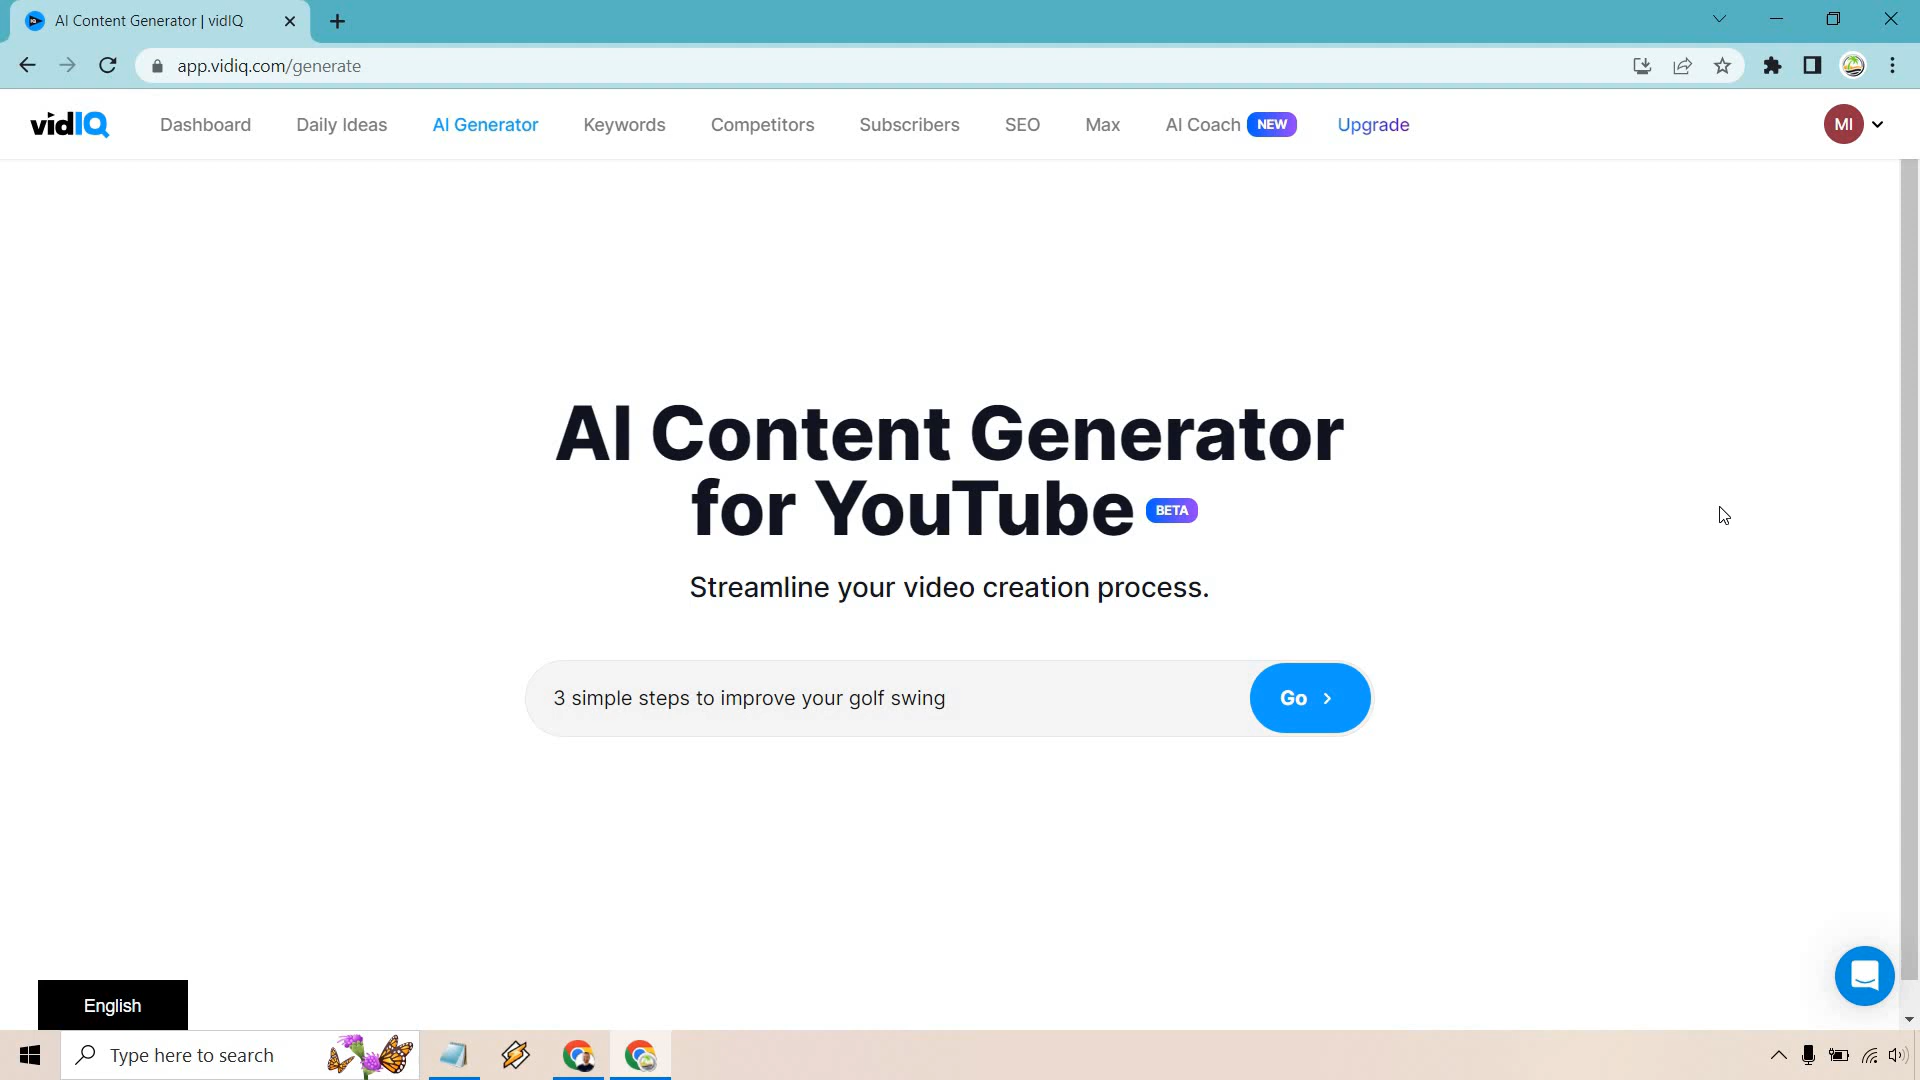 AI Content Generator | vidIQ
app.vidiq.com/generate
vidIQ
Dashboard
Daily Ideas
AI Generator
Keywords
Competitors
Subscribers
SEO
Max
AI Coach NEW
Upgrade
MI
AI Content Generator
for YouTube BETA
Streamline your video creation process.
3 simple steps to improve your golf swing
Go
English
Type here to search